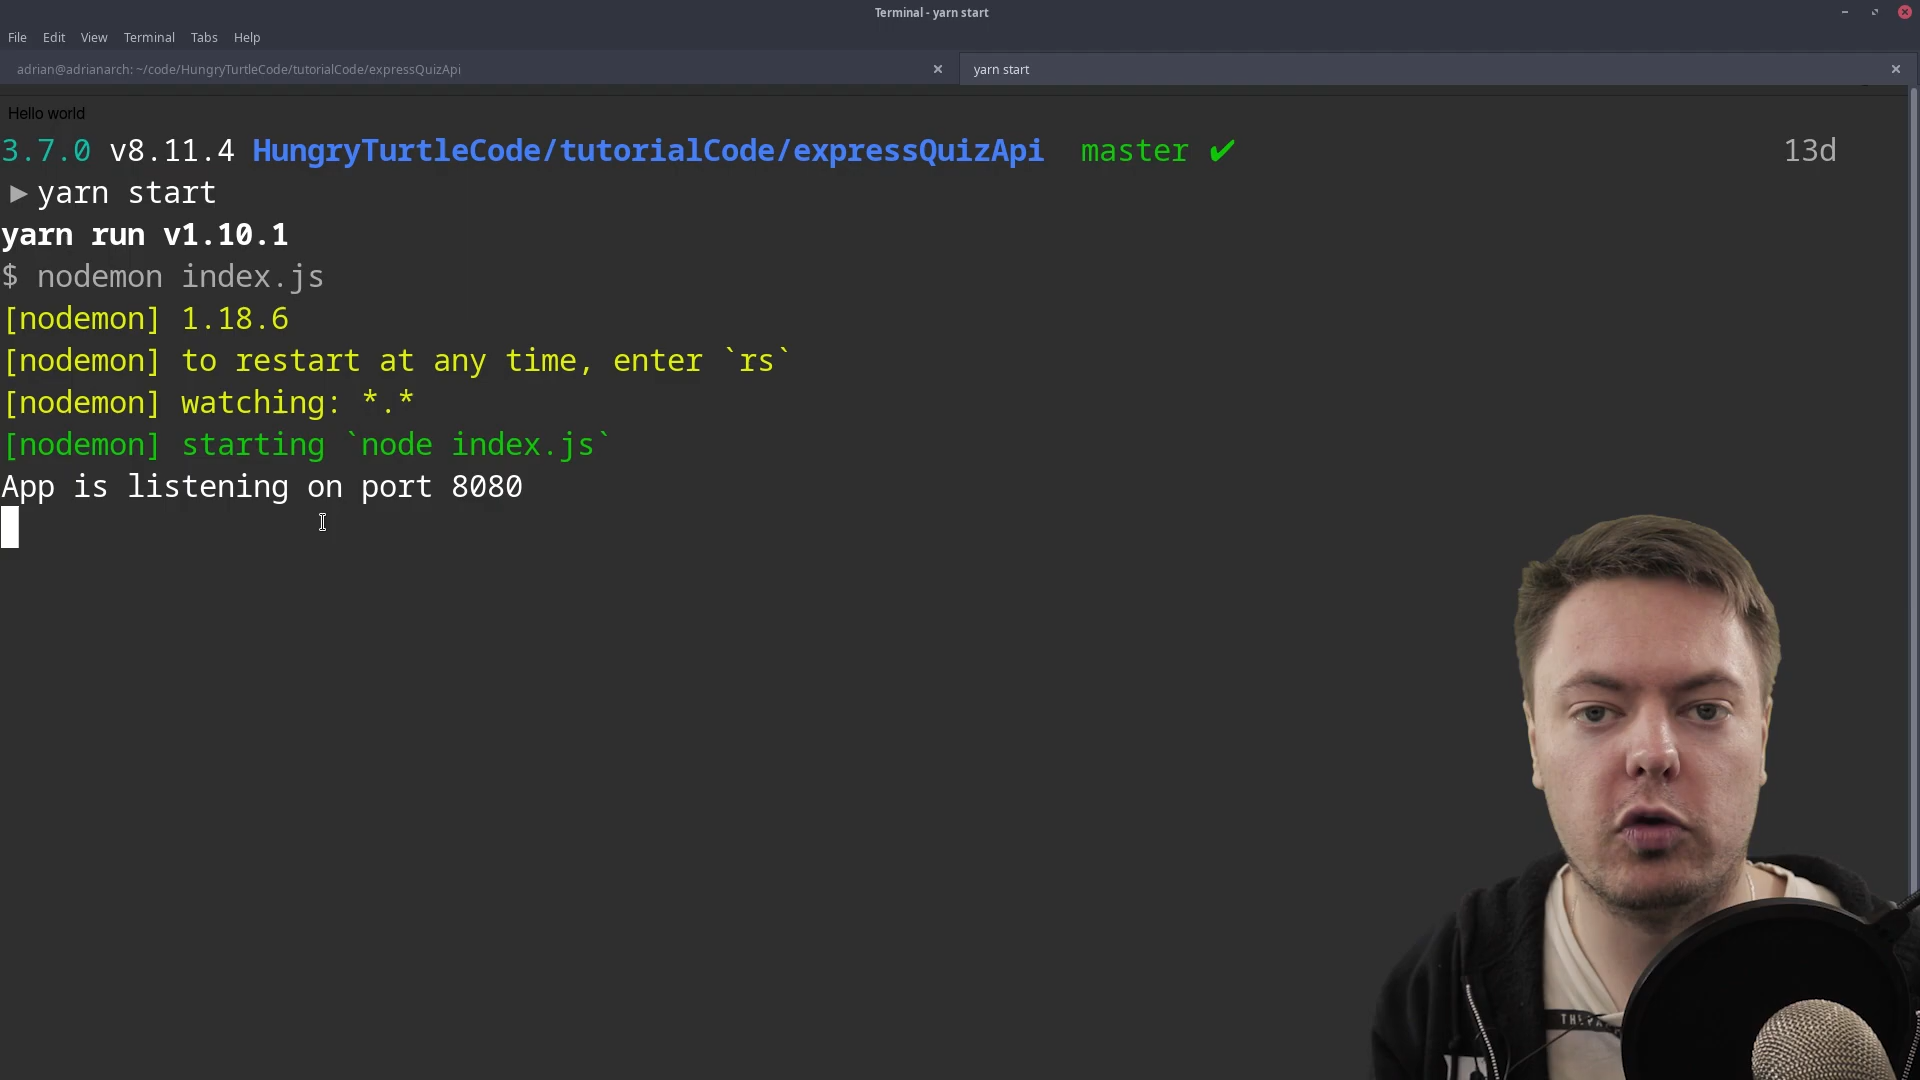 Terminal - yarn start
File Edit View Terminal Tabs Help
adrian@adrianarch: ~/code/HungryTurtleCode/tutorialCode/expressQuizApi
yarn start
Hello world
3.7.0 v8.11.4 HungryTurtleCode/tutorialCode/expressQuizApi master ✔ 13d
▶ yarn start
yarn run v1.10.1
$ nodemon index.js
[nodemon] 1.18.6
[nodemon] to restart at any time, enter `rs`
[nodemon] watching: *.*
[nodemon] starting `node index.js`
App is listening on port 8080